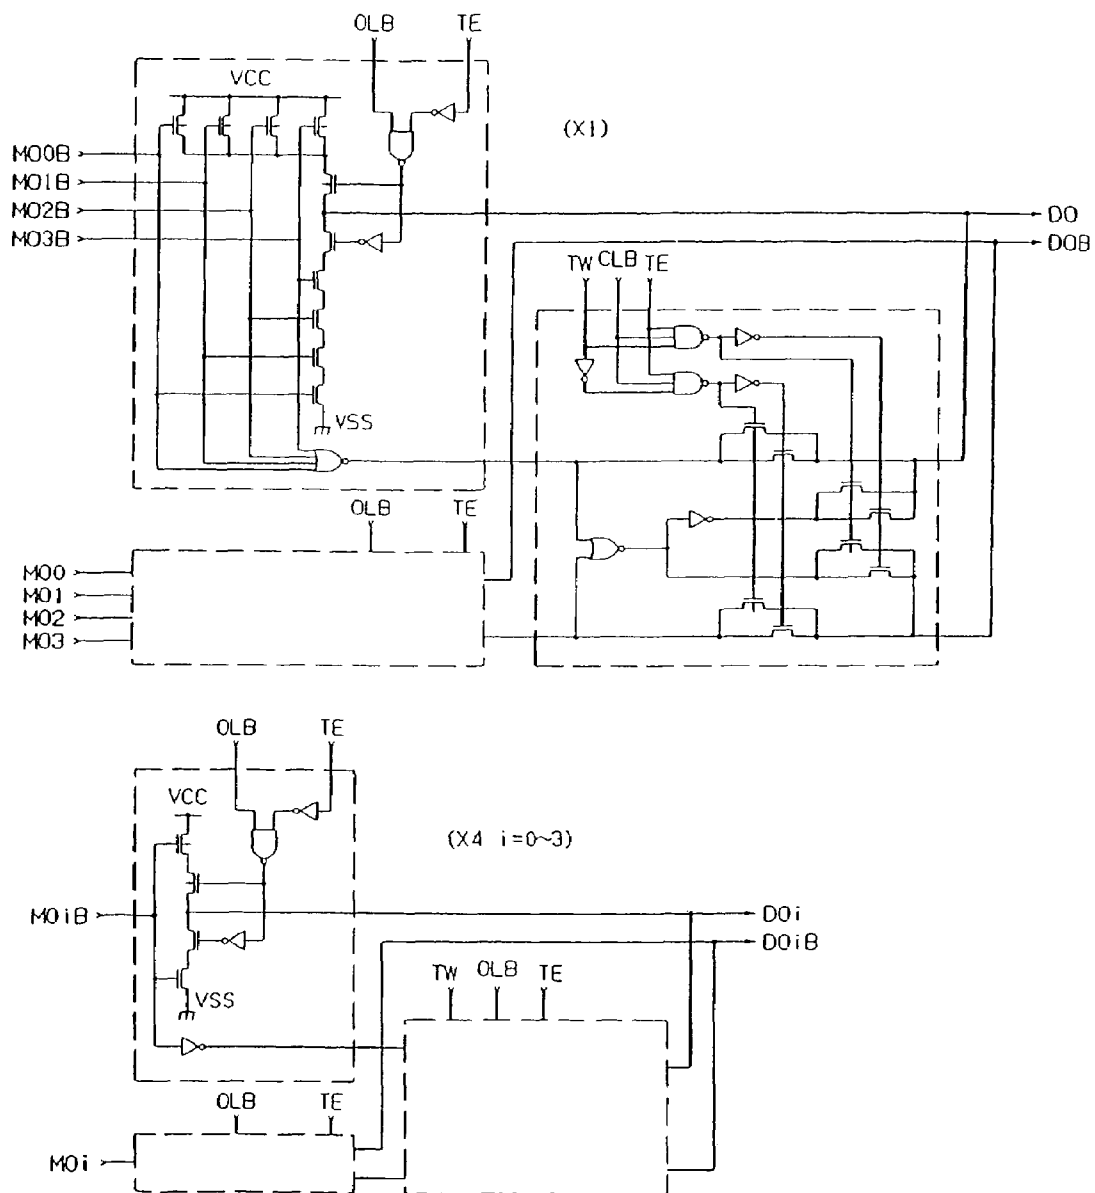 OLB TE
VCC
(X1)
MO0B
MO1B
MO2B
MO3B
DO
DOB
TW CLB TE
VSS
OLB TE
MO0
MO1
MO2
MO3
OLB TE
VCC
(X4 i=0~3)
MOiB
DOi
DOiB
TW OLB TE
VSS
OLB TE
MOi